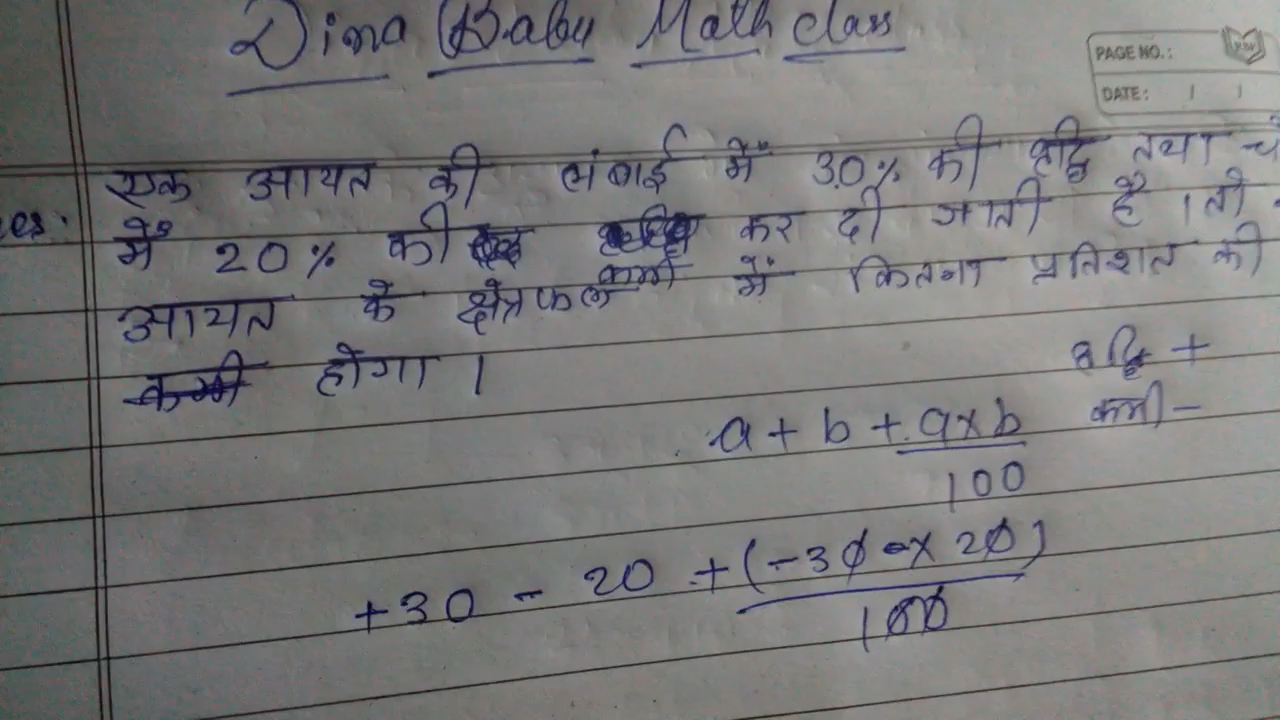 Dina Baby Math class
PAGE NO.:
DATE:
एक आयत की लंबाई में 30% की वृद्धि तथा
में 20% की कमी कर दी जाती है । तो
आयत के क्षेत्रफल में कितना प्रतिशत की
होगा ।
वृद्धि +
कमी -
a + b + a×b
100
+30 - 20 + (-30 × 20)
100